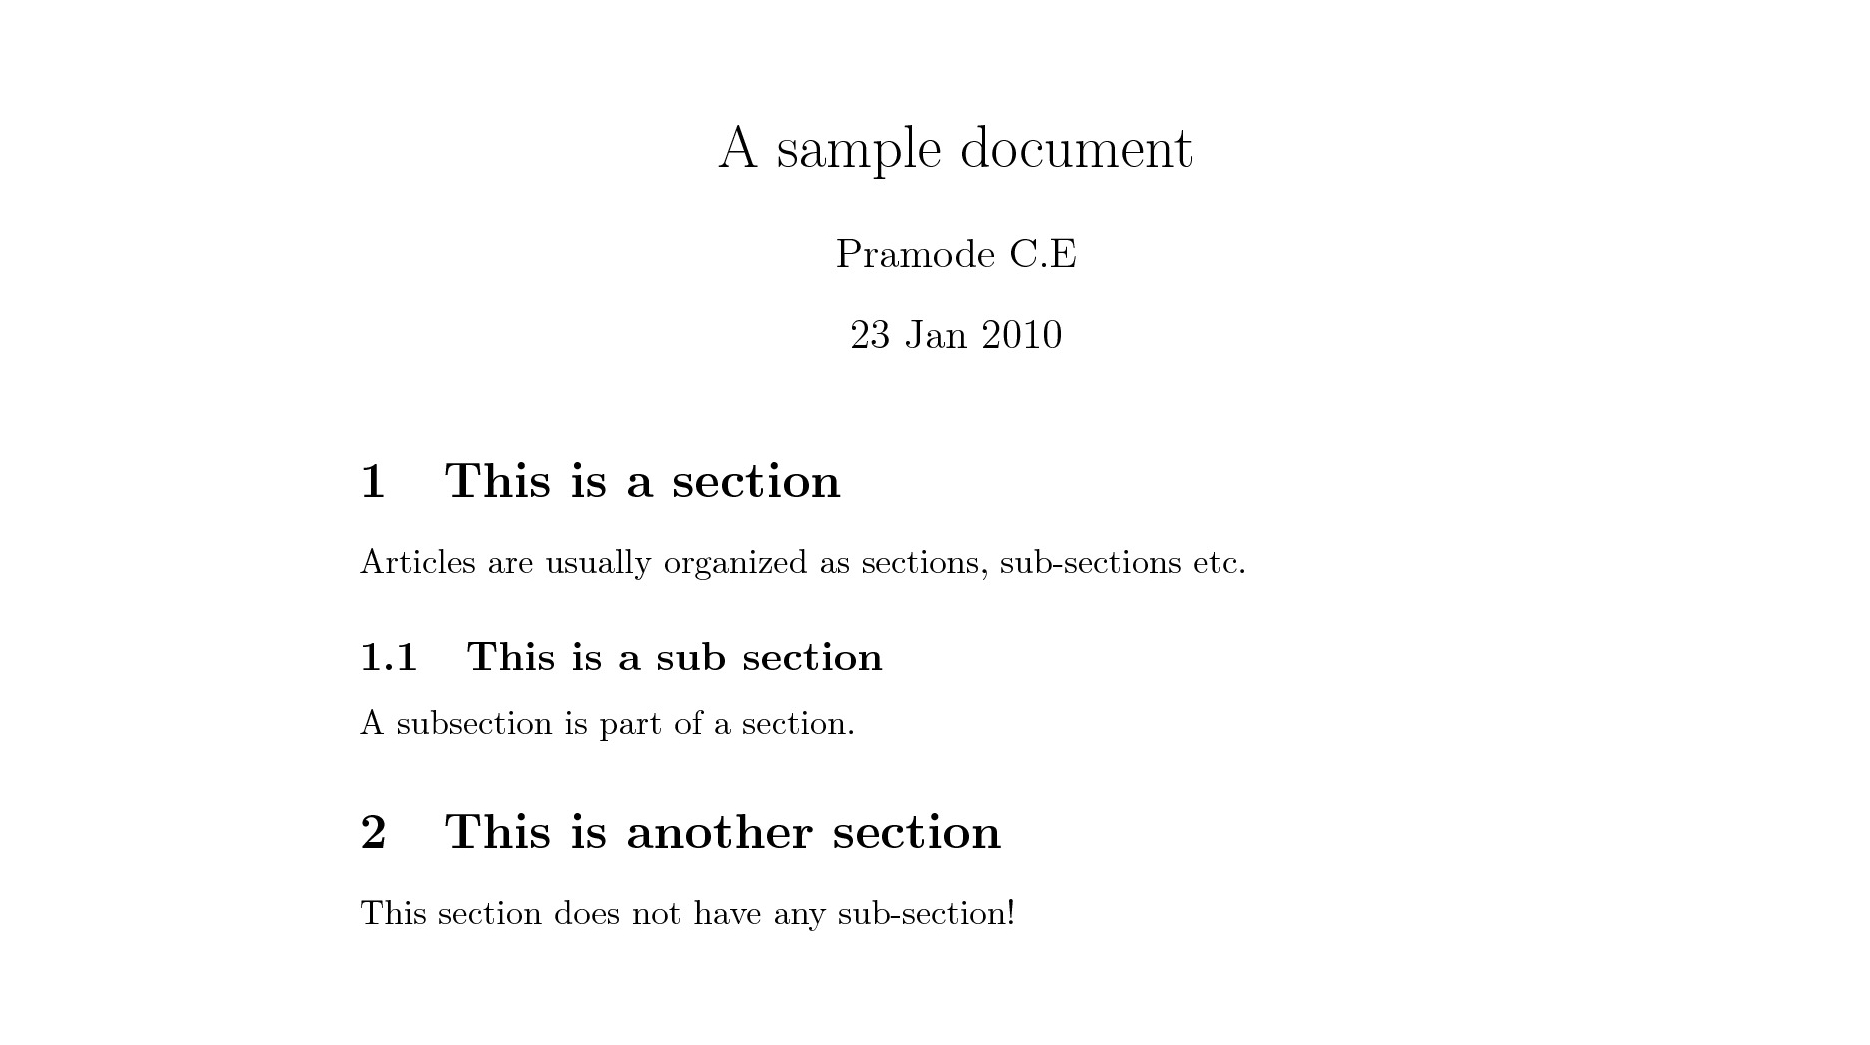 A sample document
Pramode C.E
23 Jan 2010
1 This is a section
Articles are usually organized as sections, sub-sections etc.
1.1 This is a sub section
A subsection is part of a section.
2 This is another section
This section does not have any sub-section!